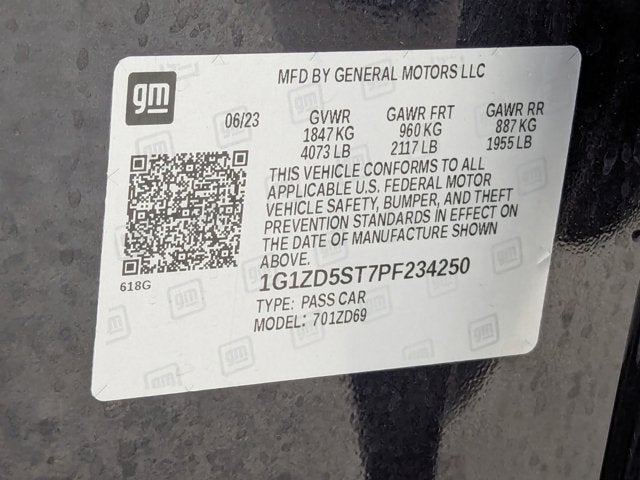 gm
MFD BY GENERAL MOTORS LLC
06/23 GVWR GAWR FRT GAWR RR
1847 KG 960 KG 887 KG
4073 LB 2117 LB 1955 LB
THIS VEHICLE CONFORMS TO ALL
APPLICABLE U.S. FEDERAL MOTOR
VEHICLE SAFETY, BUMPER, AND THEFT
PREVENTION STANDARDS IN EFFECT ON
THE DATE OF MANUFACTURE SHOWN
ABOVE.
618G
1G1ZD5ST7PF234250
TYPE: PASS CAR
MODEL: 701ZD69